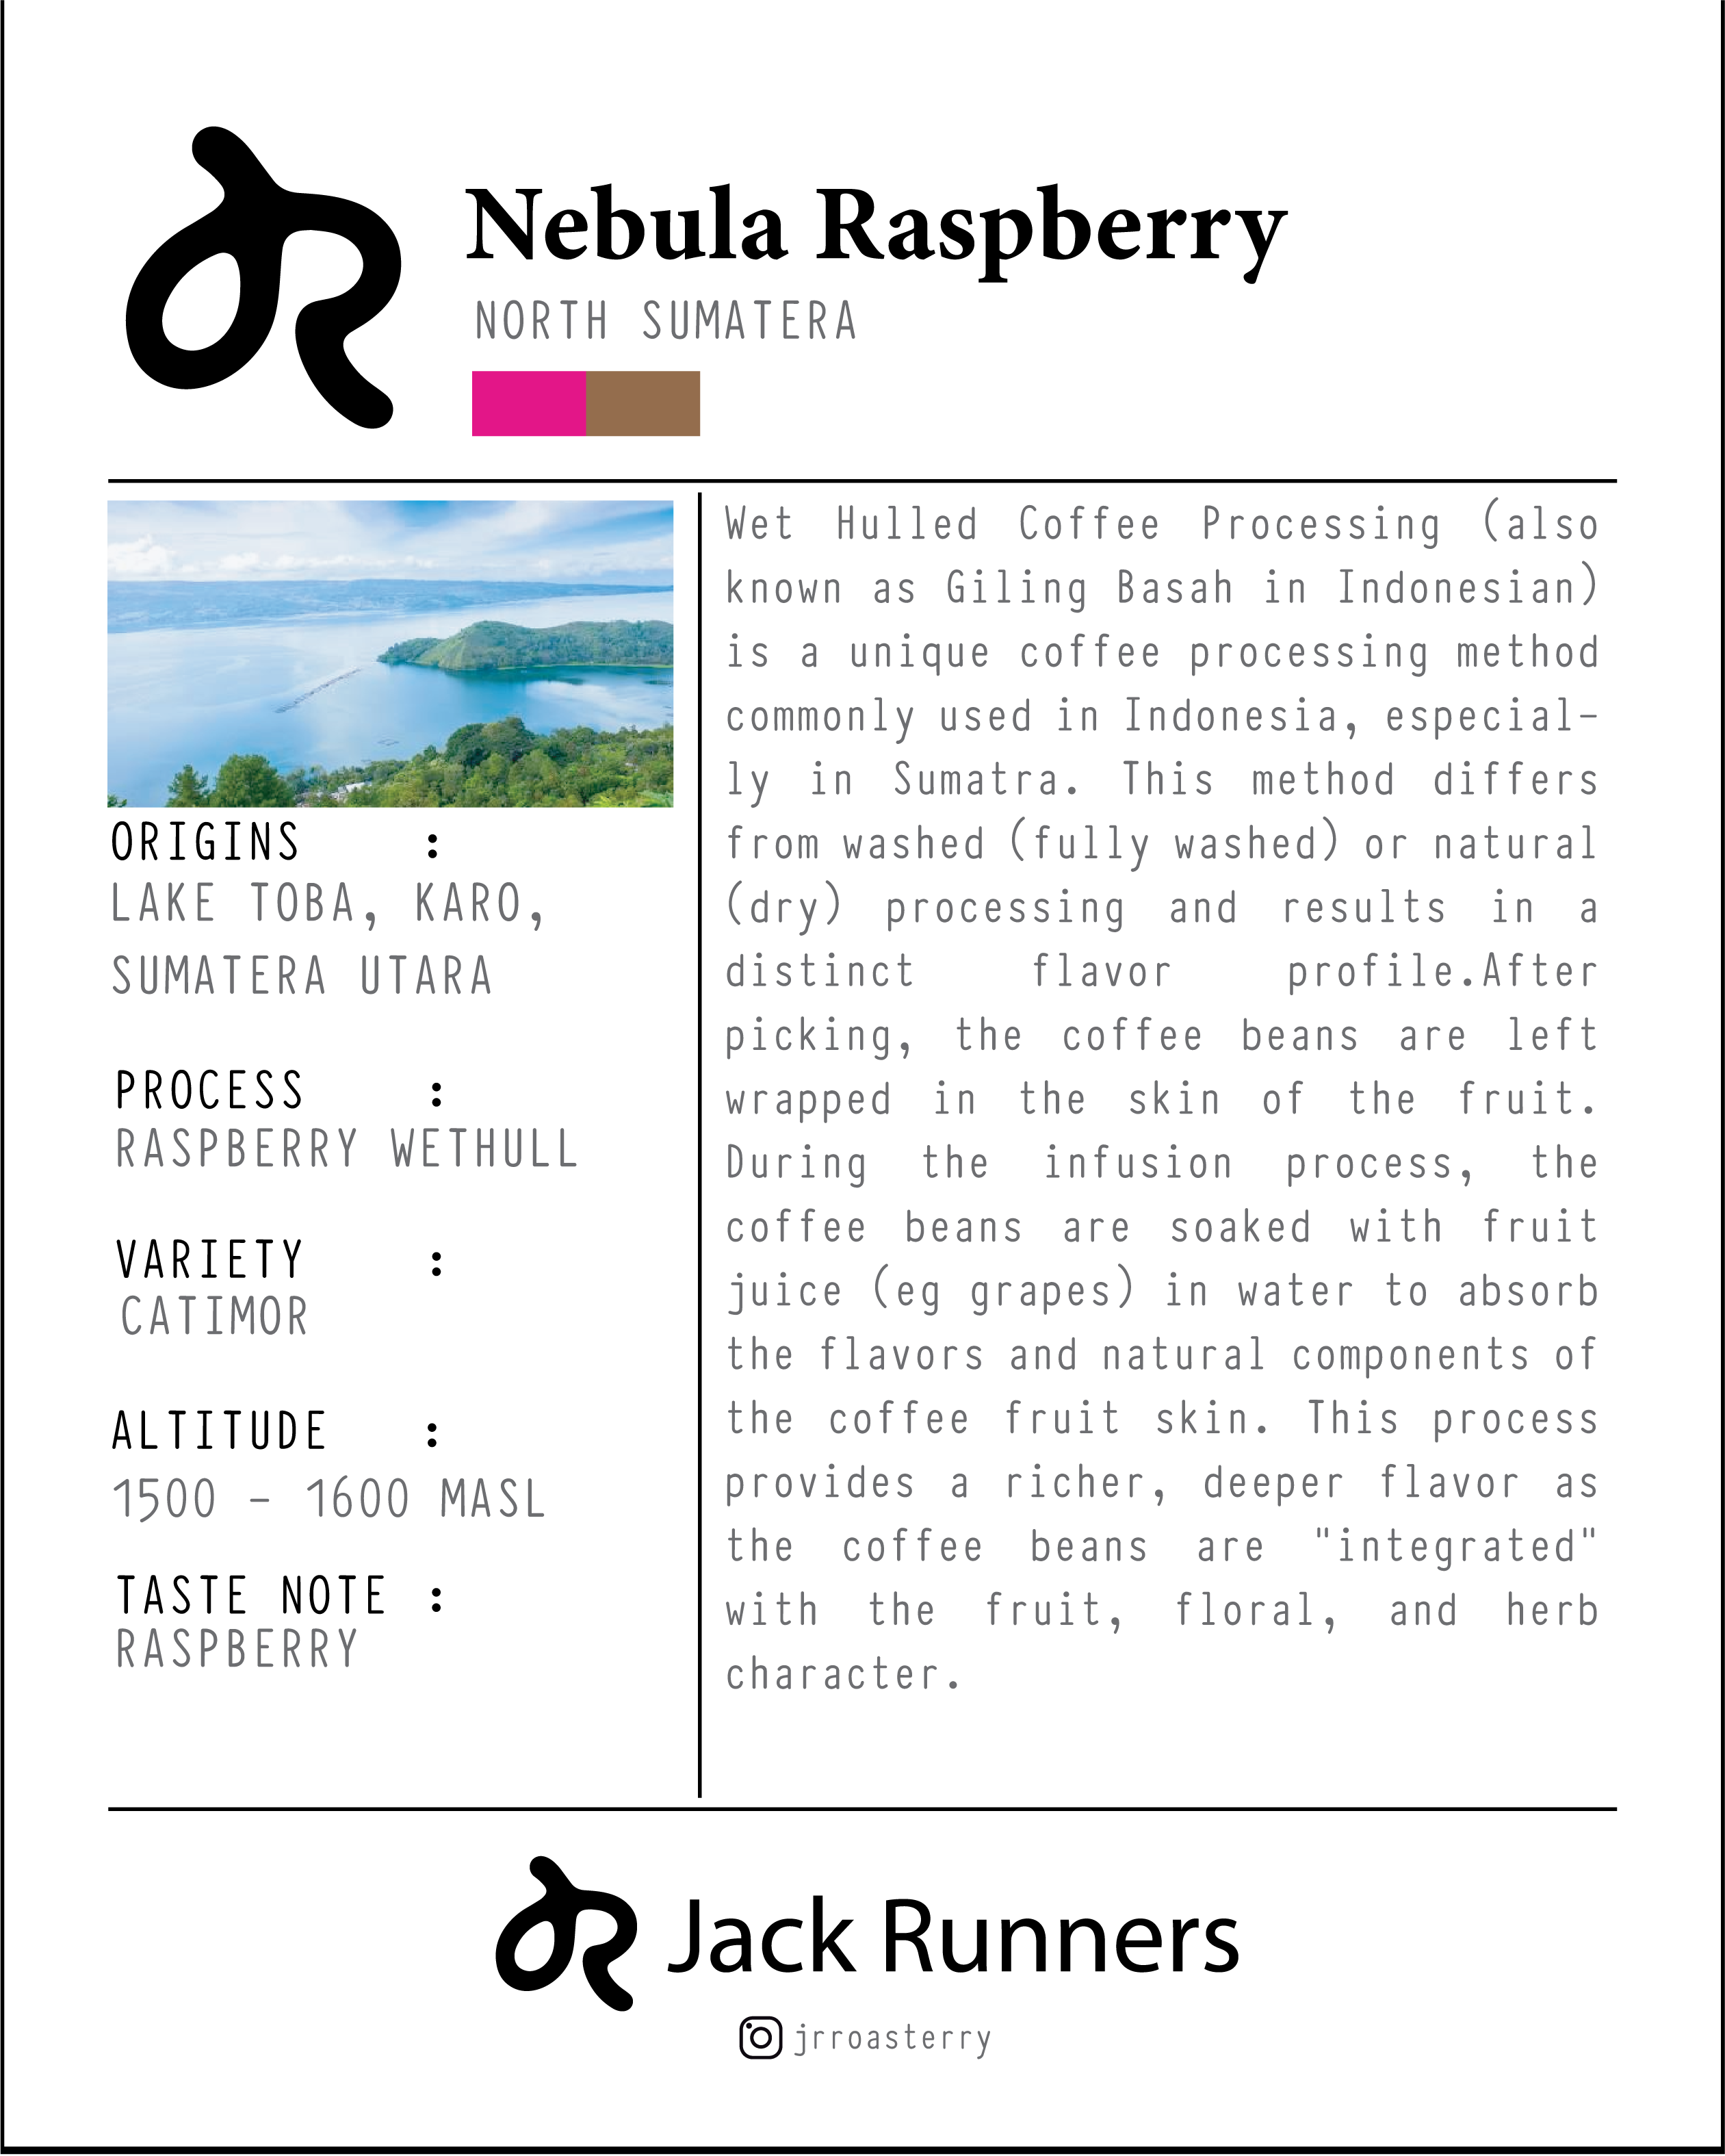 Nebula Raspberry
NORTH SUMATERA
ORIGINS :
LAKE TOBA, KARO,
SUMATERA UTARA
PROCESS :
RASPBERRY WETHULL
VARIETY :
CATIMOR
ALTITUDE :
1500 - 1600 MASL
TASTE NOTE :
RASPBERRY
Wet Hulled Coffee Processing (also
known as Giling Basah in Indonesian)
is a unique coffee processing method
commonly used in Indonesia, especial-
ly in Sumatra. This method differs
from washed (fully washed) or natural
(dry) processing and results in a
distinct flavor profile.After
picking, the coffee beans are left
wrapped in the skin of the fruit.
During the infusion process, the
coffee beans are soaked with fruit
juice (eg grapes) in water to absorb
the flavors and natural components of
the coffee fruit skin. This process
provides a richer, deeper flavor as
the coffee beans are "integrated"
with the fruit, floral, and herb
character.
Jack Runners
jrroasterry